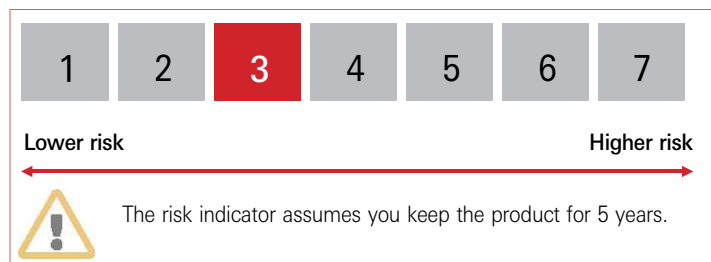 1 2 3 4 5 6 7
Lower risk Higher risk
The risk indicator assumes you keep the product for 5 years.